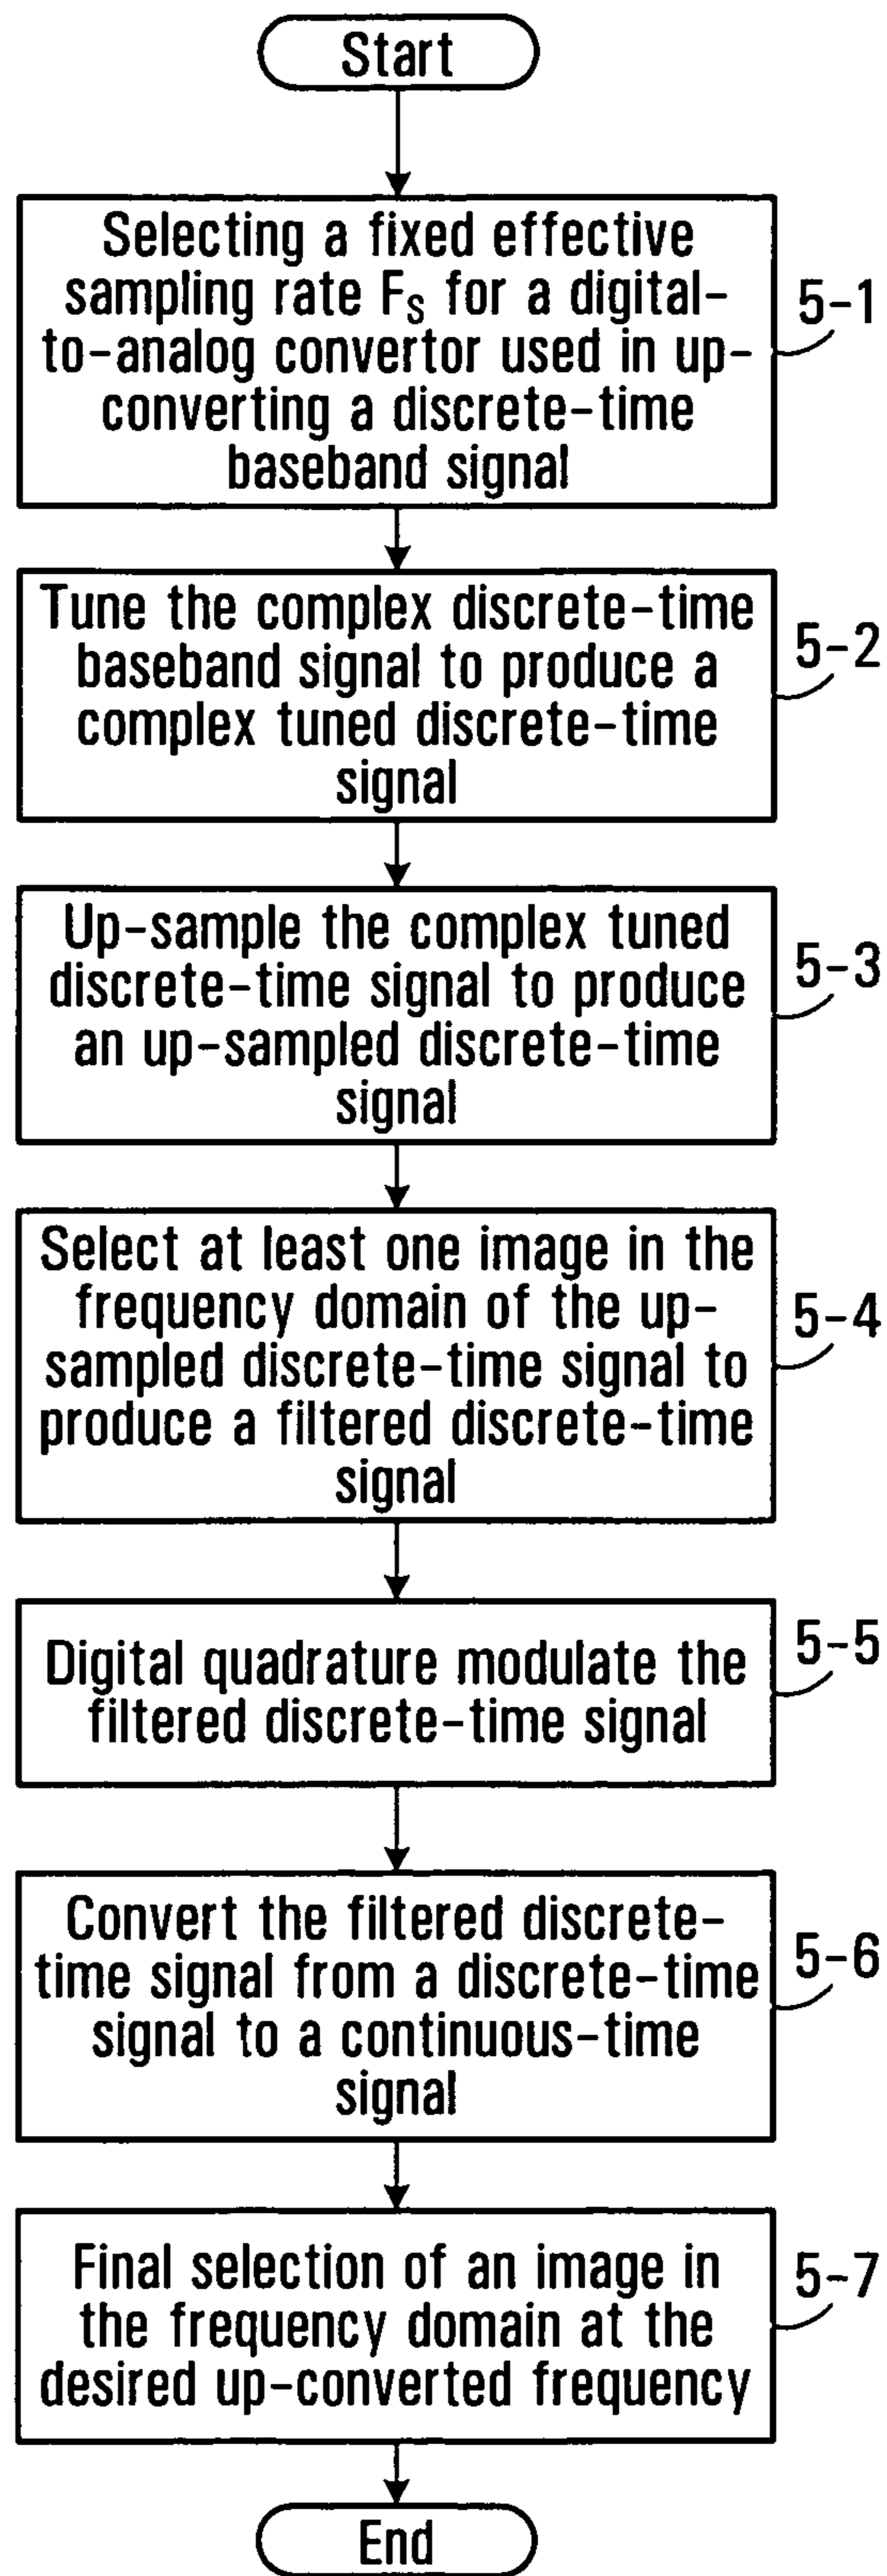 Start
Selecting a fixed effective
sampling rate Fs for a digital-
to-analog convertor used in up-
converting a discrete-time
baseband signal
5-1
Tune the complex discrete-time
baseband signal to produce a
complex tuned discrete-time
signal
5-2
Up-sample the complex tuned
discrete-time signal to produce
an up-sampled discrete-time
signal
5-3
Select at least one image in the
frequency domain of the up-
sampled discrete-time signal to
produce a filtered discrete-time
signal
5-4
Digital quadrature modulate the
filtered discrete-time signal
5-5
Convert the filtered discrete-
time signal from a discrete-time
signal to a continuous-time
signal
5-6
Final selection of an image in
the frequency domain at the
desired up-converted frequency
5-7
End